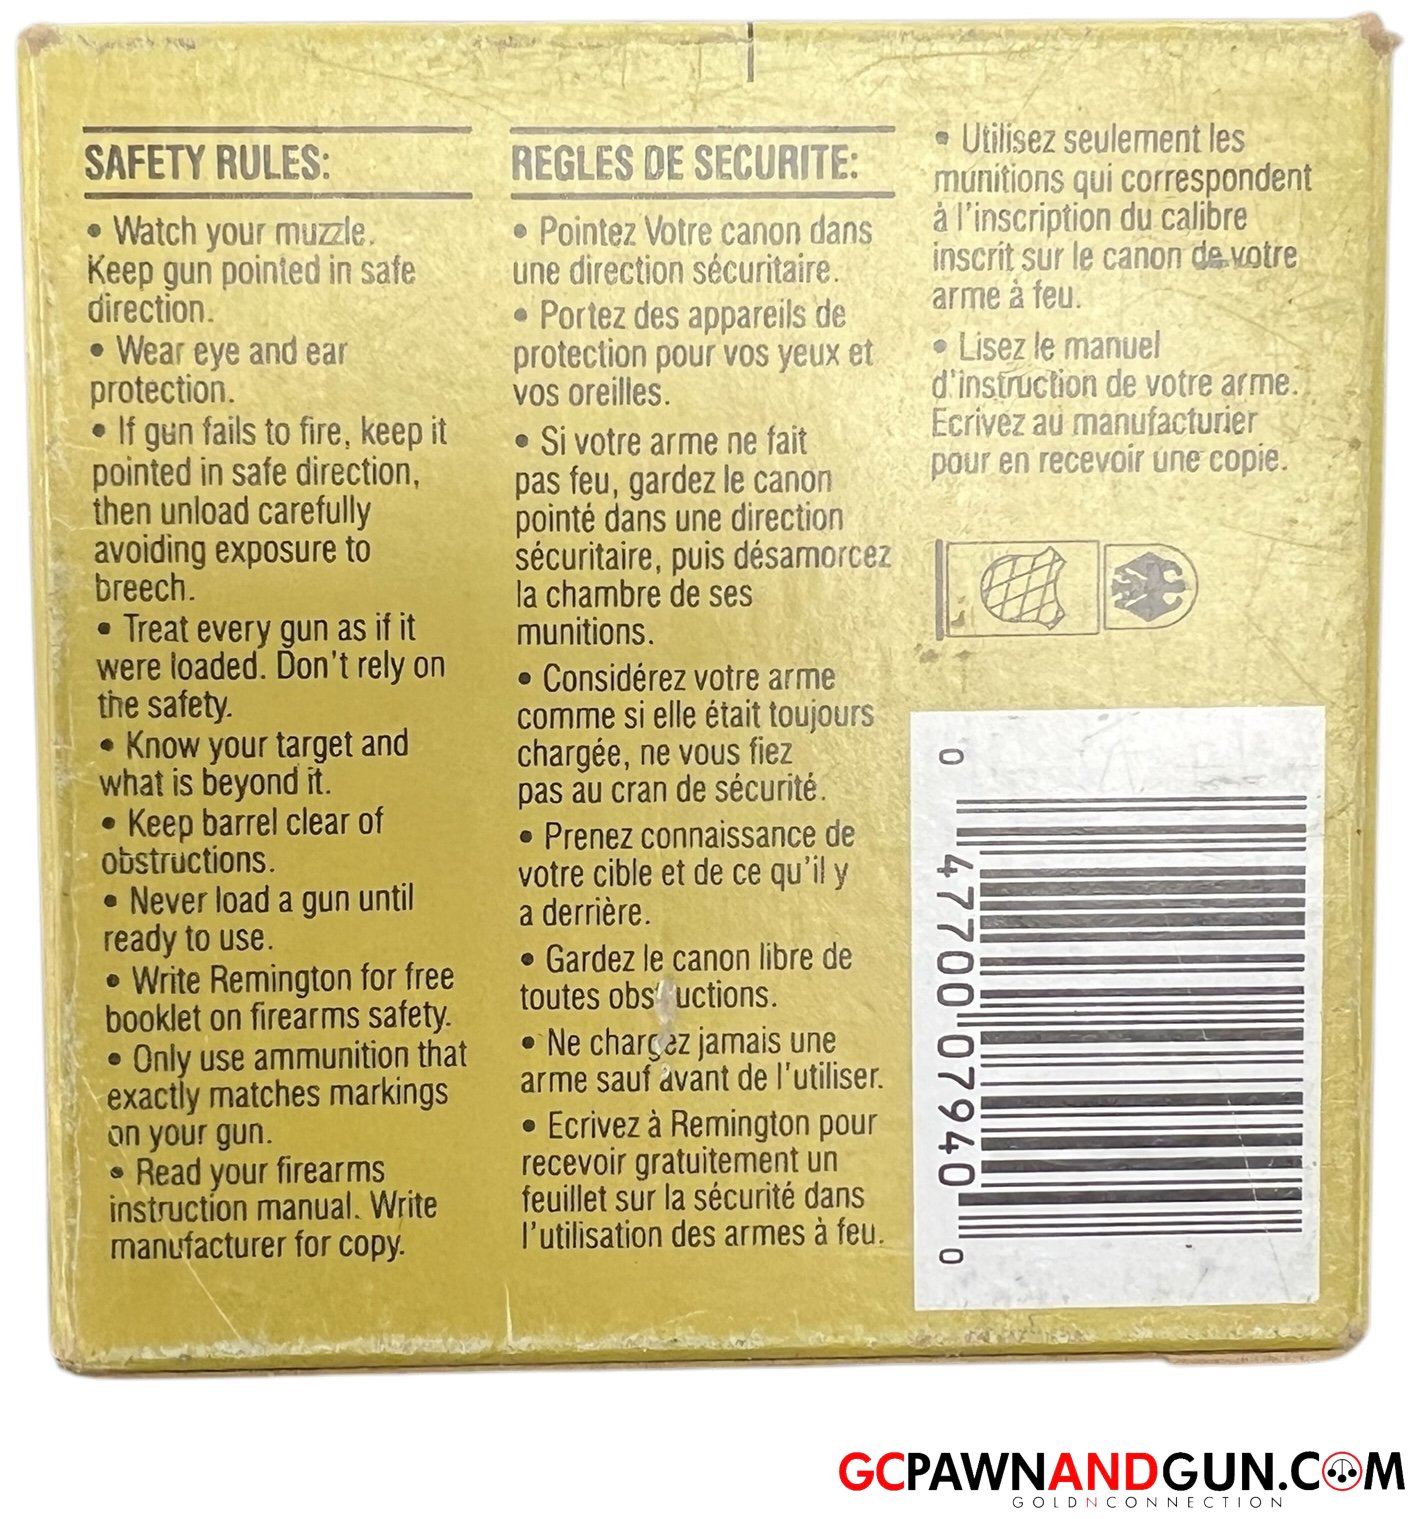 SAFETY RULES:
• Watch your muzzle.
Keep gun pointed in safe
direction.
• Wear eye and ear
protection.
• If gun fails to fire, keep it
pointed in safe direction,
then unload carefully
avoiding exposure to
breech.
• Treat every gun as if it
were loaded. Don't rely on
the safety.
• Know your target and
what is beyond it.
• Keep barrel clear of
obstructions.
• Never load a gun until
ready to use.
• Write Remington for free
booklet on firearms safety.
• Only use ammunition that
exactly matches markings
on your gun.
• Read your firearms
instruction manual. Write
manufacturer for copy.
REGLES DE SECURITE:
• Pointez Votre canon dans
une direction sécuritaire.
• Portez des appareils de
protection pour vos yeux et
vos oreilles.
• Si votre arme ne fait
pas feu, gardez le canon
pointé dans une direction
sécuritaire, puis désamorcez
la chambre de ses
munitions.
• Considérez votre arme
comme si elle était toujours
chargée, ne vous fiez
pas au cran de sécurité.
• Prenez connaissance de
votre cible et de ce qu'il y
a derrière.
• Gardez le canon libre de
toutes obstructions.
• Ne chargez jamais une
arme sauf avant de l'utiliser.
• Ecrivez à Remington pour
recevoir gratuitement un
feuillet sur la sécurité dans
l'utilisation des armes à feu.
• Utilisez seulement les
munitions qui correspondent
à l'inscription du calibre
inscrit sur le canon de votre
arme à feu.
• Lisez le manuel
d'instruction de votre arme.
Ecrivez au manufacturier
pour en recevoir une copie.
0 47700 07940 0
GCPAWNANDGUN.COM
GOLDNCONNECTION